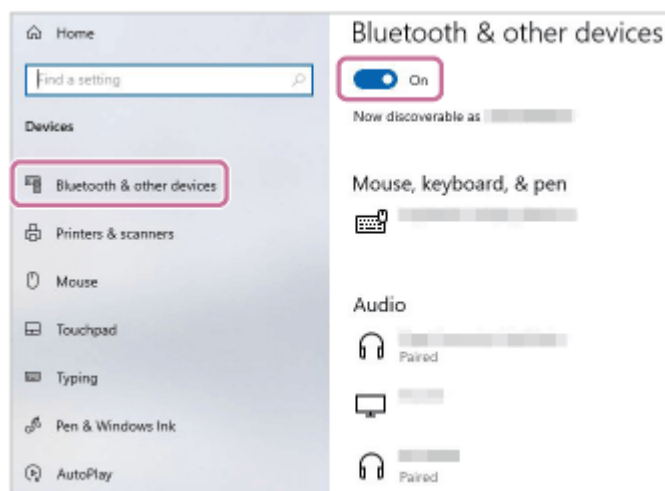 Home
Find a setting
Devices
Bluetooth & other devices
Printers & scanners
Mouse
Touchpad
Typing
Pen & Windows Ink
AutoPlay
Bluetooth & other devices
On
Now discoverable as
Mouse, keyboard, & pen
Audio
Paired
Paired